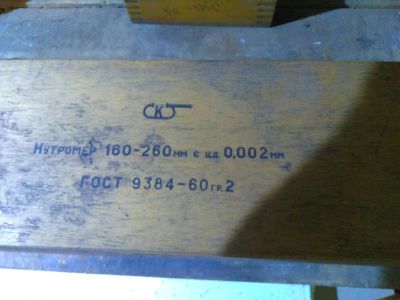 Нутромер 160-260мм с цд 0,002мм
ГОСТ 9384-60гр.2